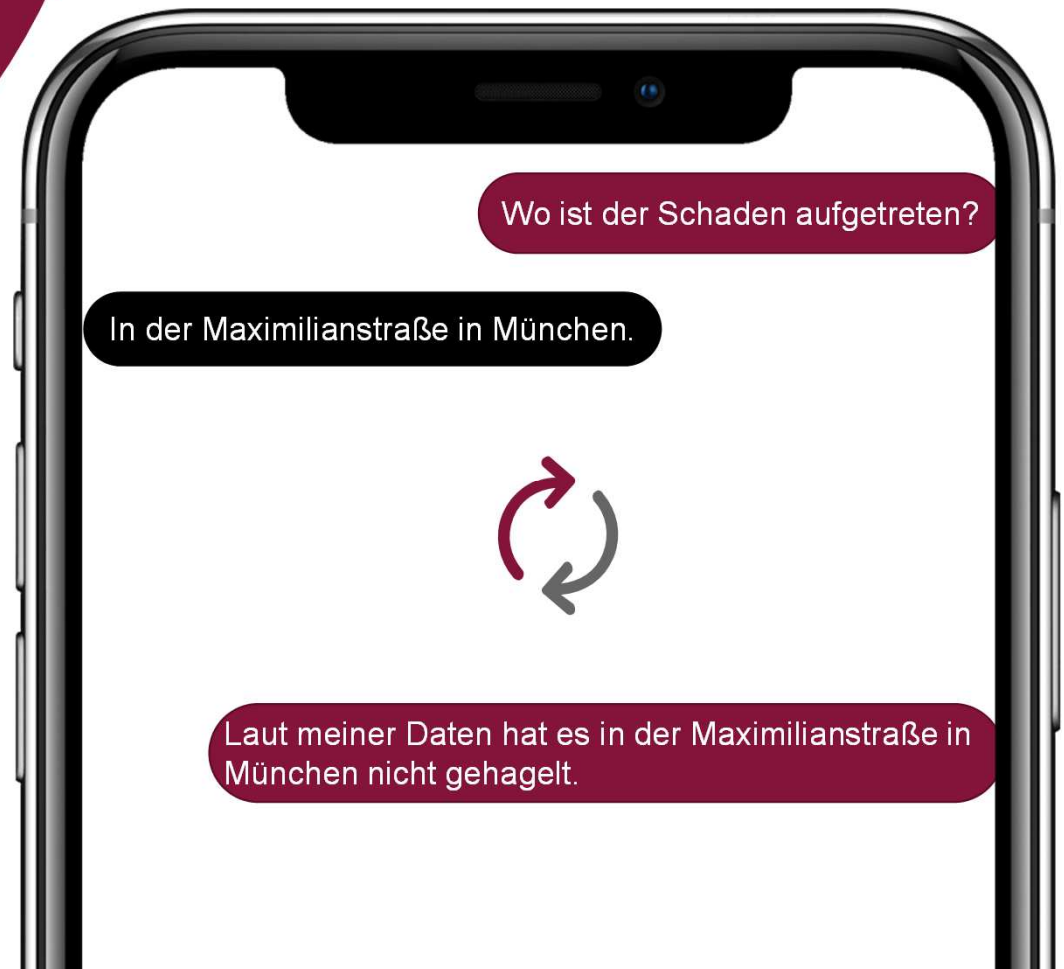 Wo ist der Schaden aufgetreten?
In der Maximilianstraße in München.
Laut meiner Daten hat es in der Maximilianstraße in
München nicht gehagelt.